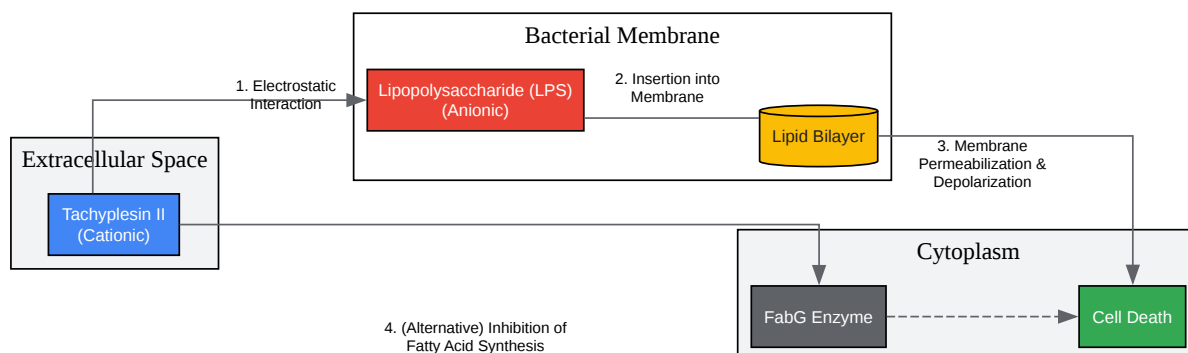 Bacterial Membrane
1. Electrostatic
Interaction
Lipopolysaccharide (LPS)
(Anionic)
2. Insertion into
Membrane
Lipid Bilayer
3. Membrane
Permeabilization &
Depolarization
Extracellular Space
Tachyplesin II
(Cationic)
Cytoplasm
FabG Enzyme
Cell Death
4. (Alternative) Inhibition of
Fatty Acid Synthesis